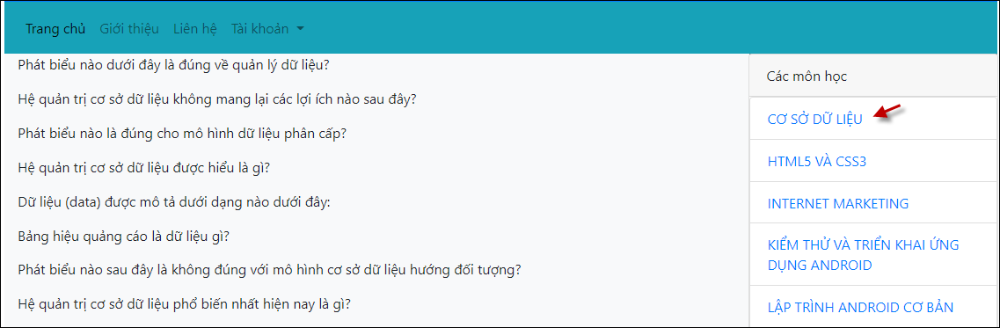 Trang chủ Giới thiệu Liên hệ Tài khoản
Phát biểu nào dưới đây là đúng về quản lý dữ liệu?
Hệ quản trị cơ sở dữ liệu không mang lại các lợi ích nào sau đây?
Phát biểu nào là đúng cho mô hình dữ liệu phân cấp?
Hệ quản trị cơ sở dữ liệu được hiểu là gì?
Dữ liệu (data) được mô tả dưới dạng nào dưới đây:
Bảng hiệu quảng cáo là dữ liệu gì?
Phát biểu nào sau đây là không đúng với mô hình cơ sở dữ liệu hướng đối tượng?
Hệ quản trị cơ sở dữ liệu phổ biến nhất hiện nay là gì?
Các môn học
CƠ SỞ DỮ LIỆU
HTML5 VÀ CSS3
INTERNET MARKETING
KIỂM THỬ VÀ TRIỂN KHAI ỨNG
DỤNG ANDROID
LẬP TRÌNH ANDROID CƠ BẢN